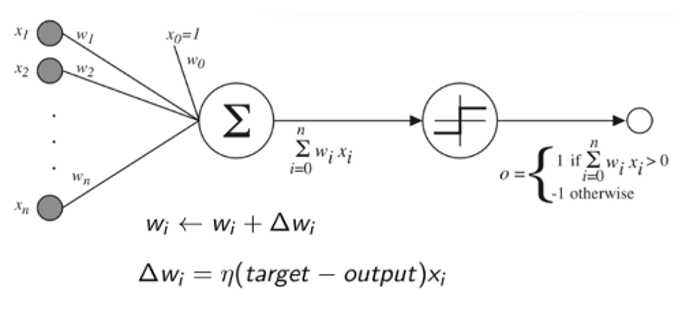 x₁ w₁ x₀=1
w₀
x₂ w₂
.
.
.
wₙ
xₙ
Σ
n
Σ wᵢ xᵢ
i=0
o = { 1 if Σⁿᵢ₌₀ wᵢ xᵢ > 0
-1 otherwise
wᵢ ← wᵢ + Δwᵢ
Δwᵢ = η(target − output)xᵢ